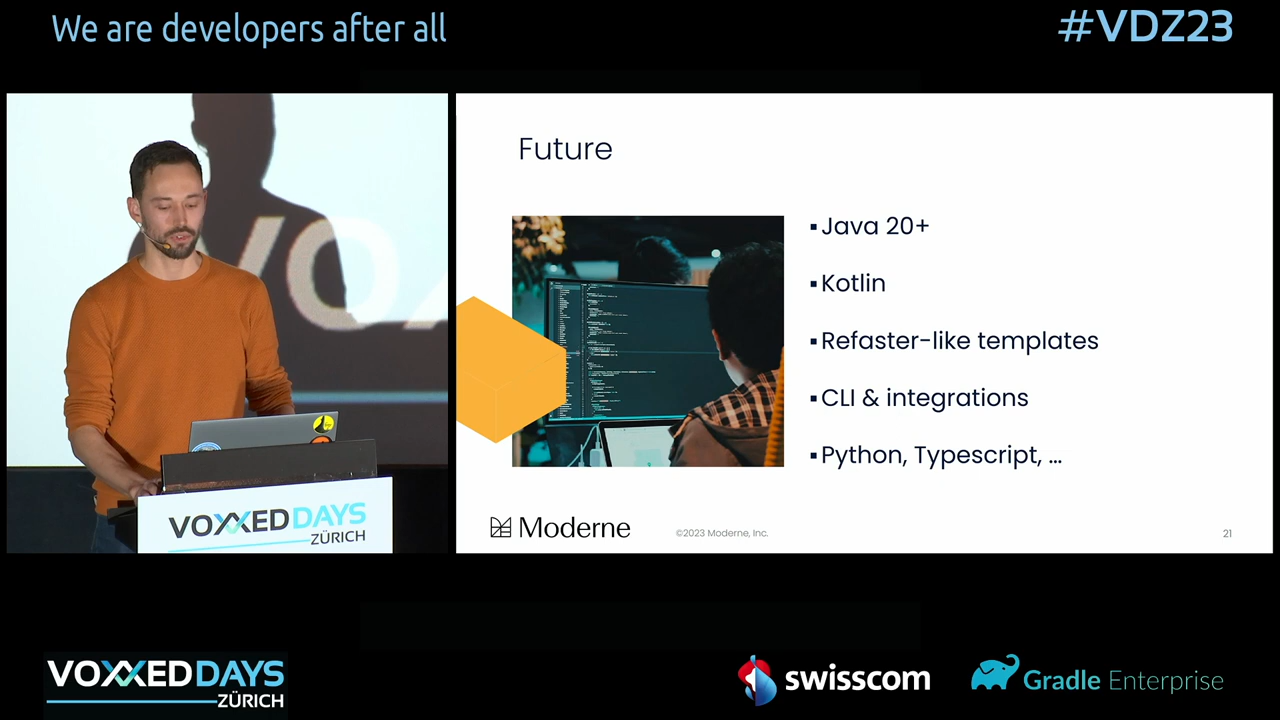 We are developers after all
#VDZ23
Future
▪Java 20+
▪Kotlin
▪Refaster-like templates
▪CLI & integrations
▪Python, Typescript, ...
Moderne
©2023 Moderne, Inc.
21
VOXXED DAYS
ZÜRICH
VOXXED DAYS
ZÜRICH
swisscom
Gradle Enterprise